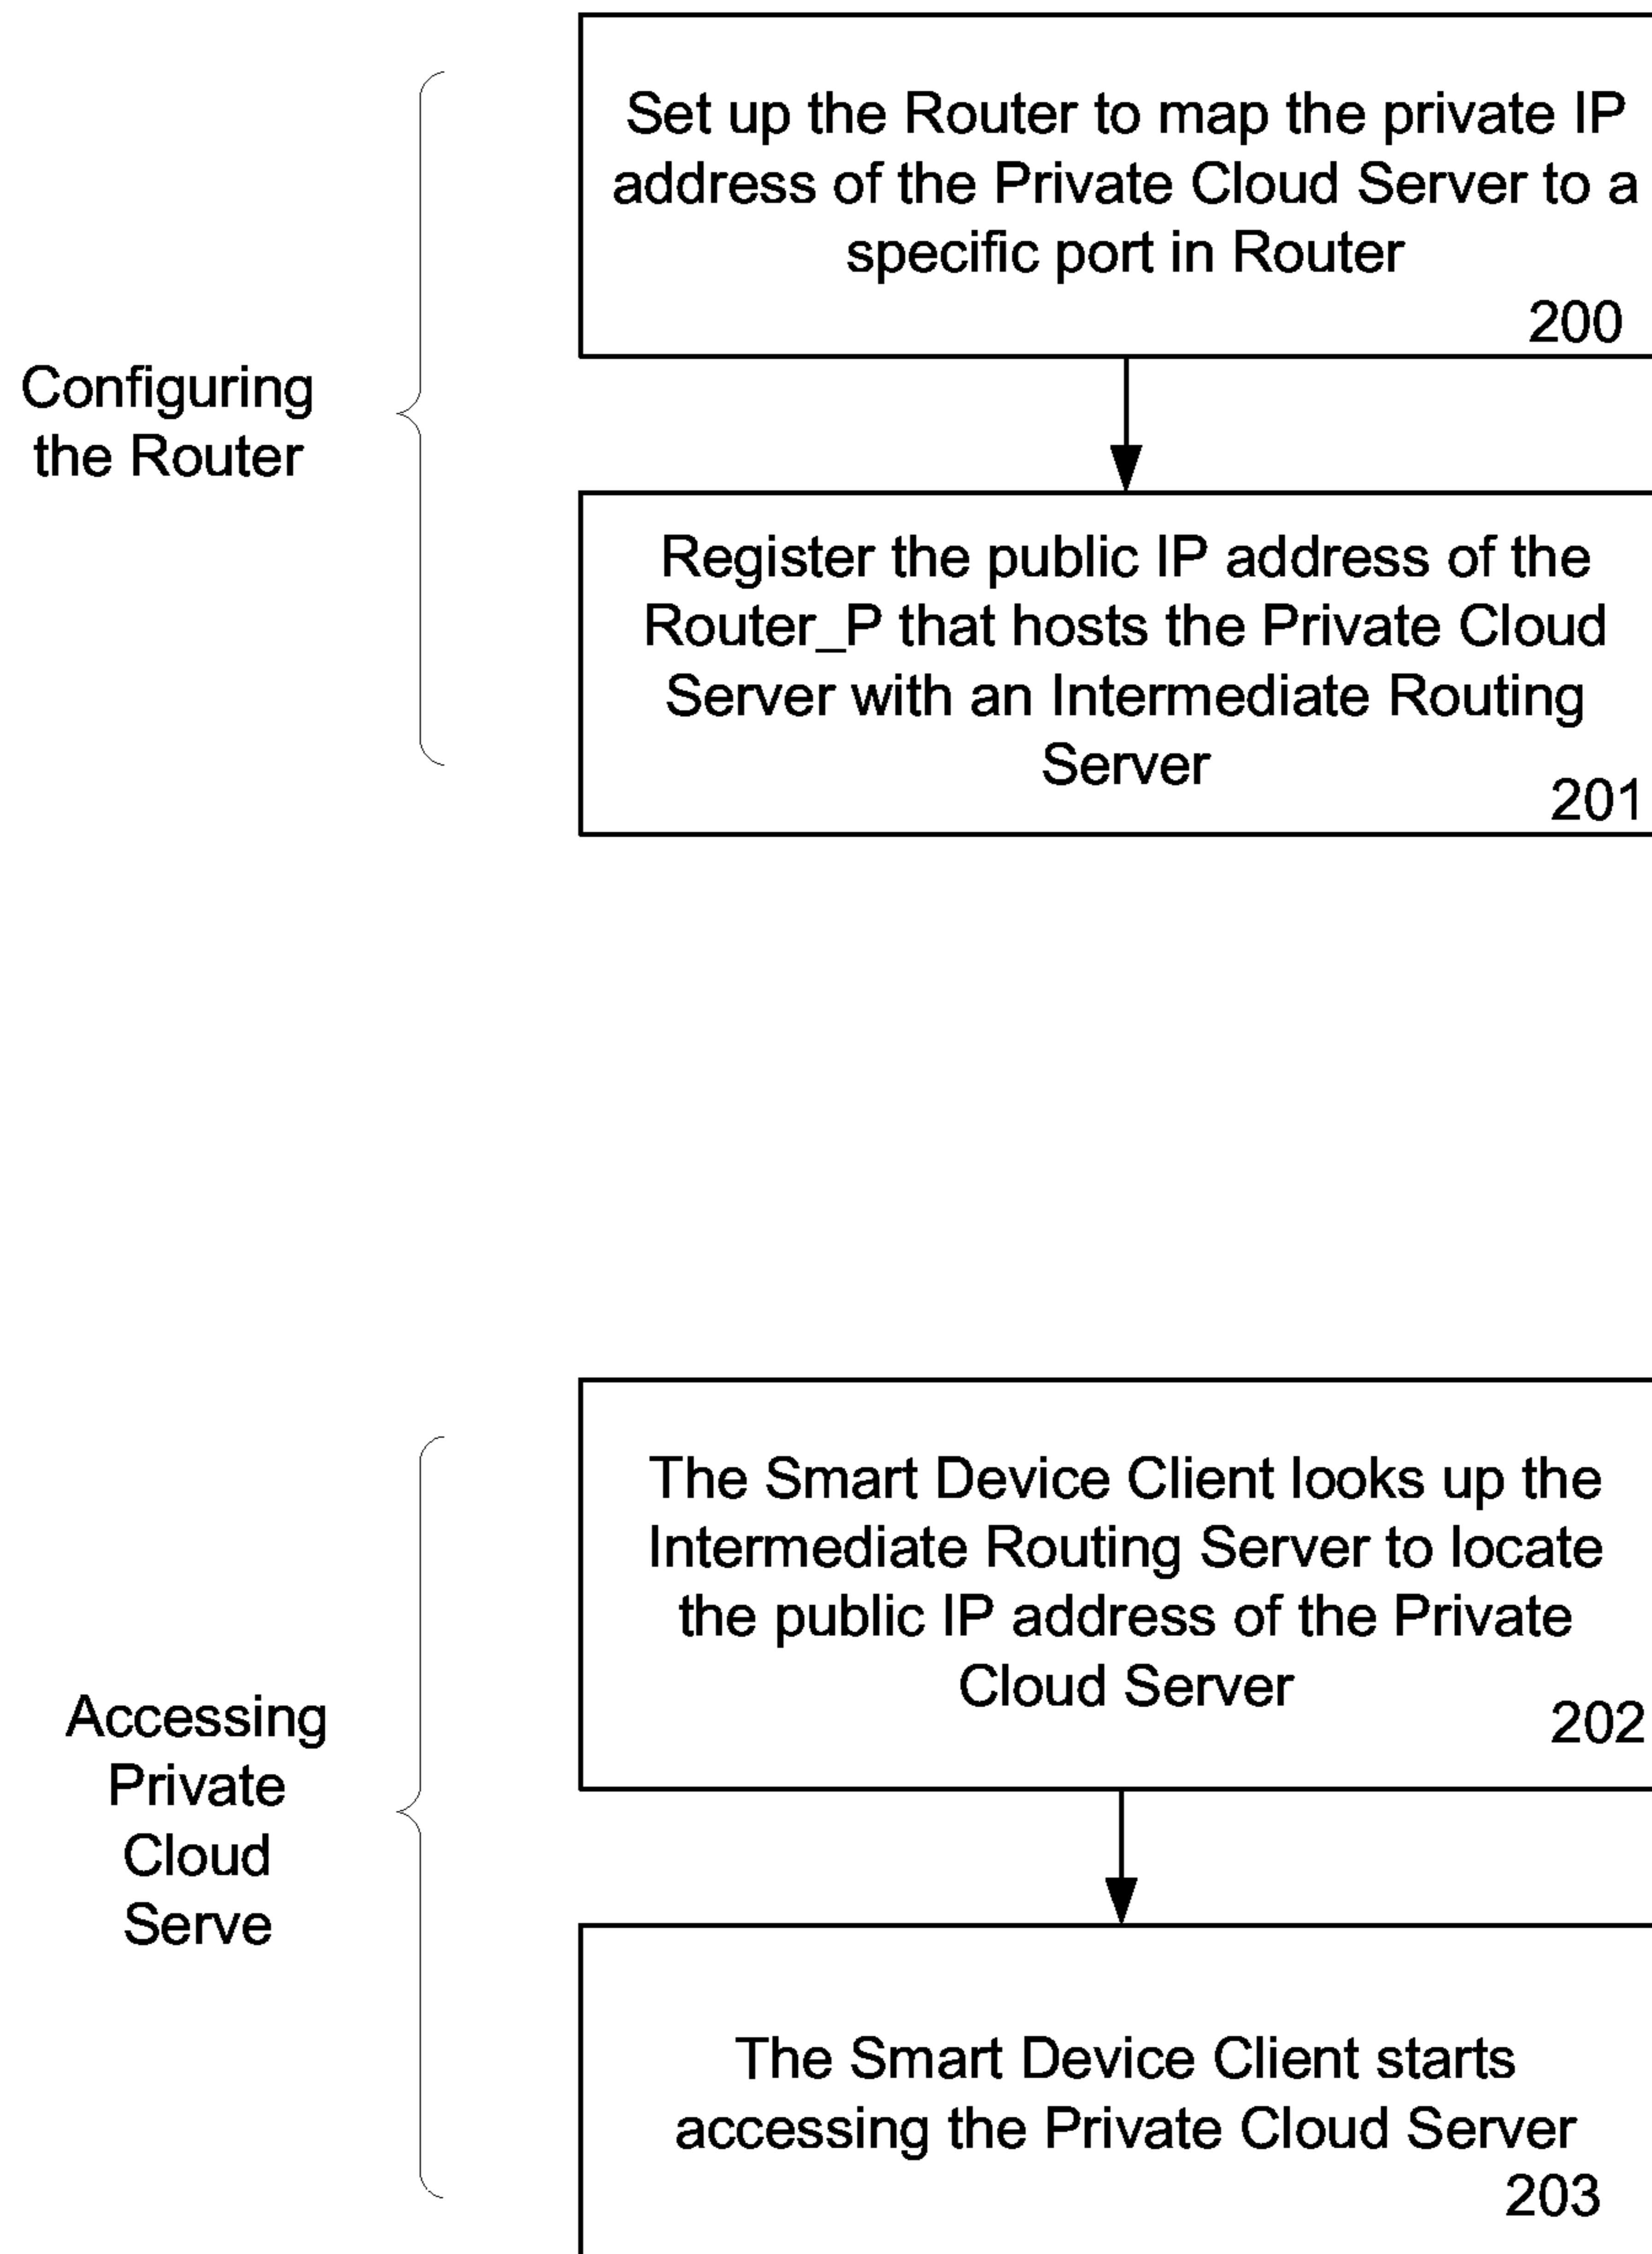 Set up the Router to map the private IP
address of the Private Cloud Server to a
specific port in Router
200
Configuring
the Router
Register the public IP address of the
Router_P that hosts the Private Cloud
Server with an Intermediate Routing
Server
201
The Smart Device Client looks up the
Intermediate Routing Server to locate
the public IP address of the Private
Cloud Server
202
Accessing
Private
Cloud
Serve
The Smart Device Client starts
accessing the Private Cloud Server
203